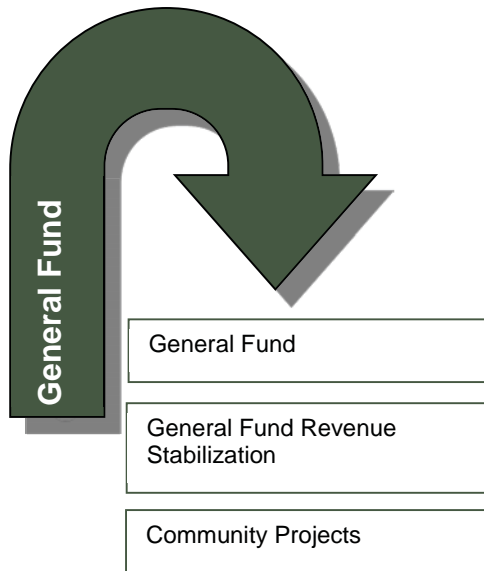 General Fund
General Fund
General Fund Revenue
Stabilization
Community Projects